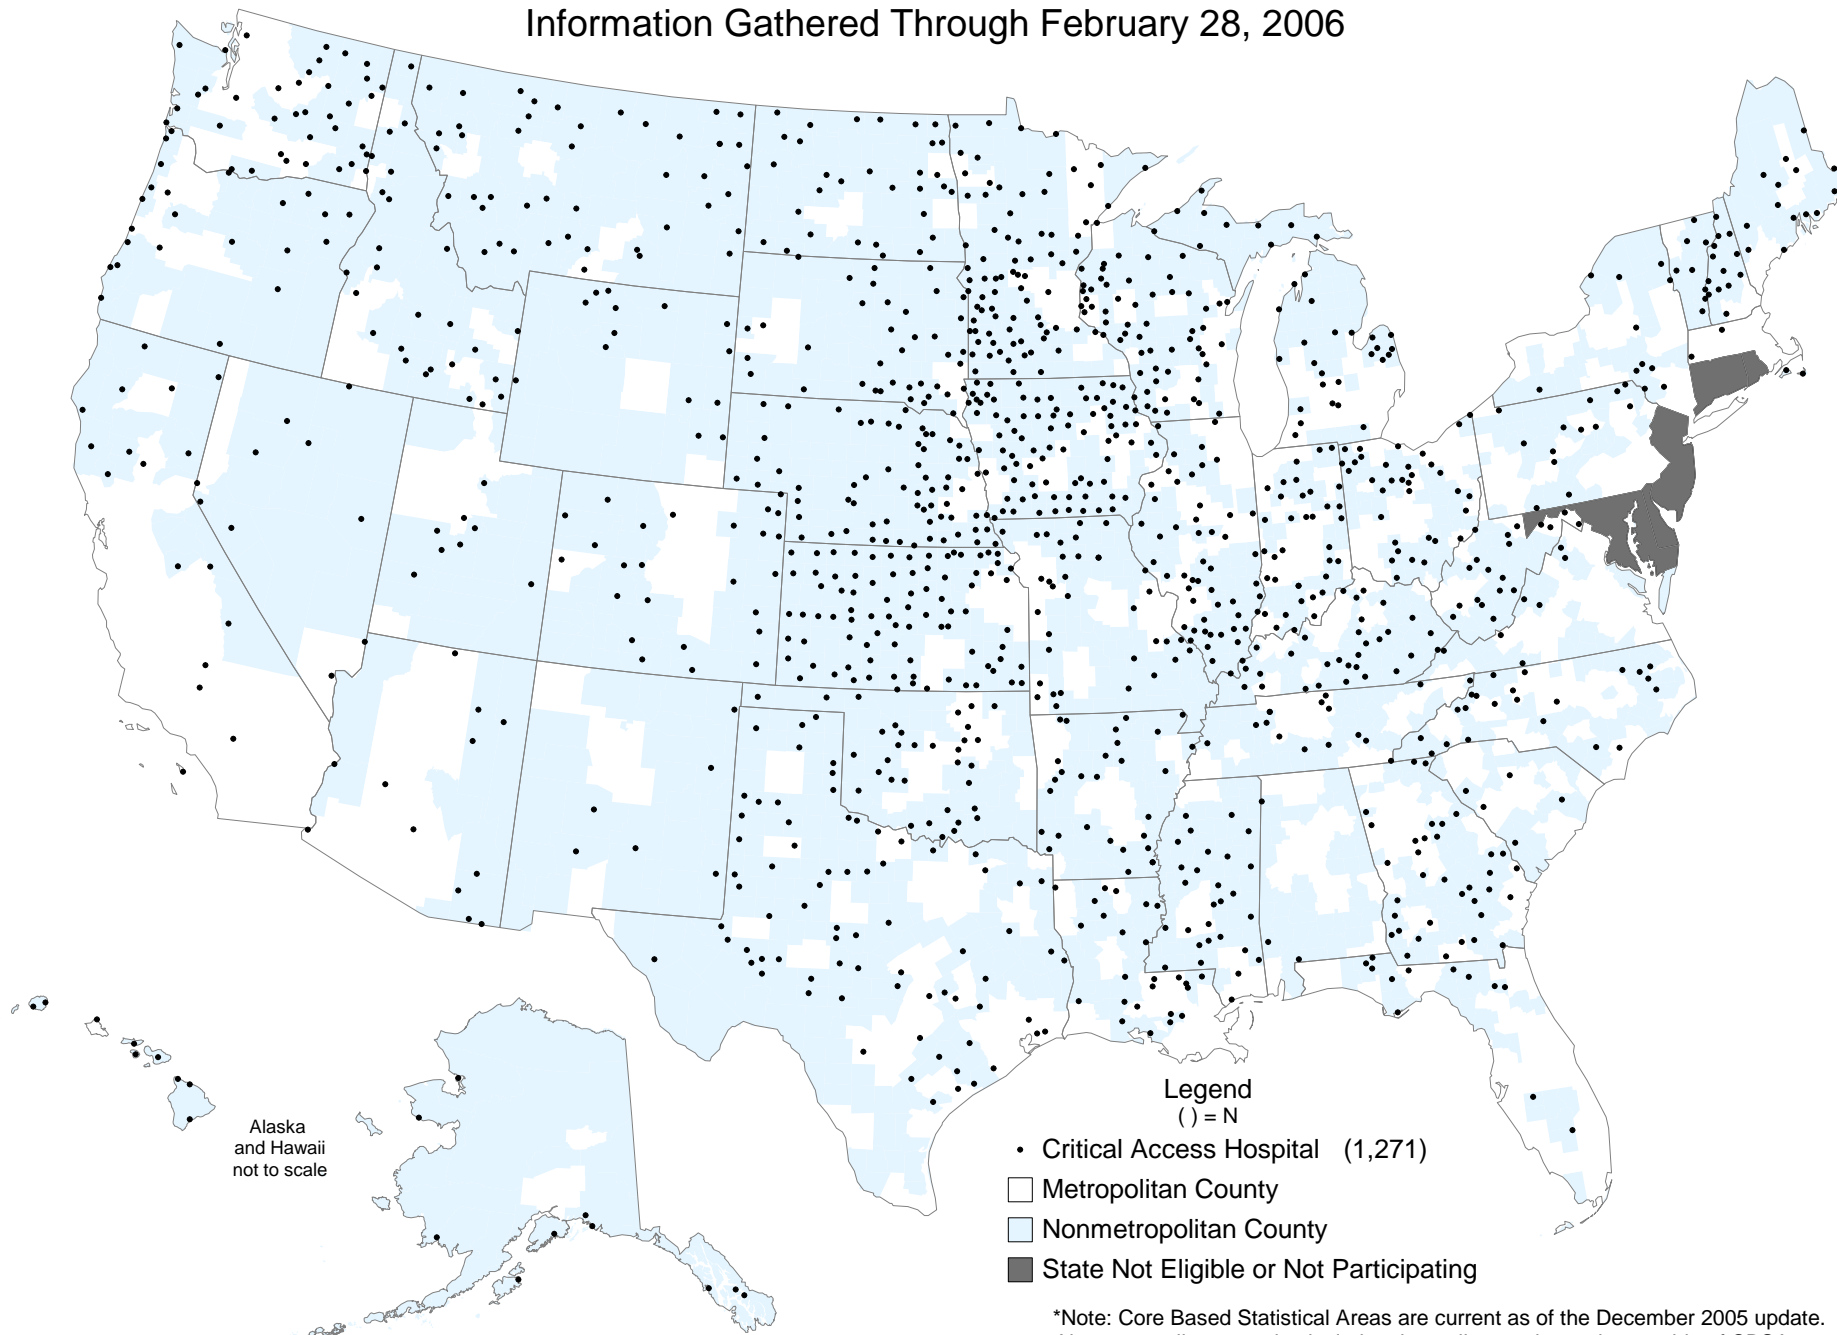 Information Gathered Through February 28, 2006
Alaska
and Hawaii
not to scale
Legend
( ) = N
Critical Access Hospital (1,271)
Metropolitan County
Nonmetropolitan County
State Not Eligible or Not Participating
*Note: Core Based Statistical Areas are current as of the December 2005 update.